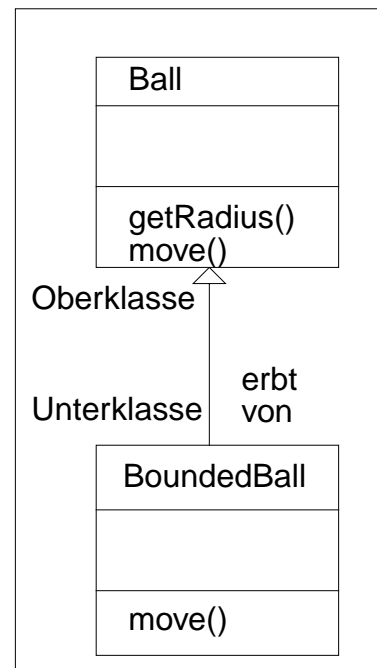 Ball
getRadius()
move()
Oberklasse
erbt
Unterklasse von
BoundedBall
move()